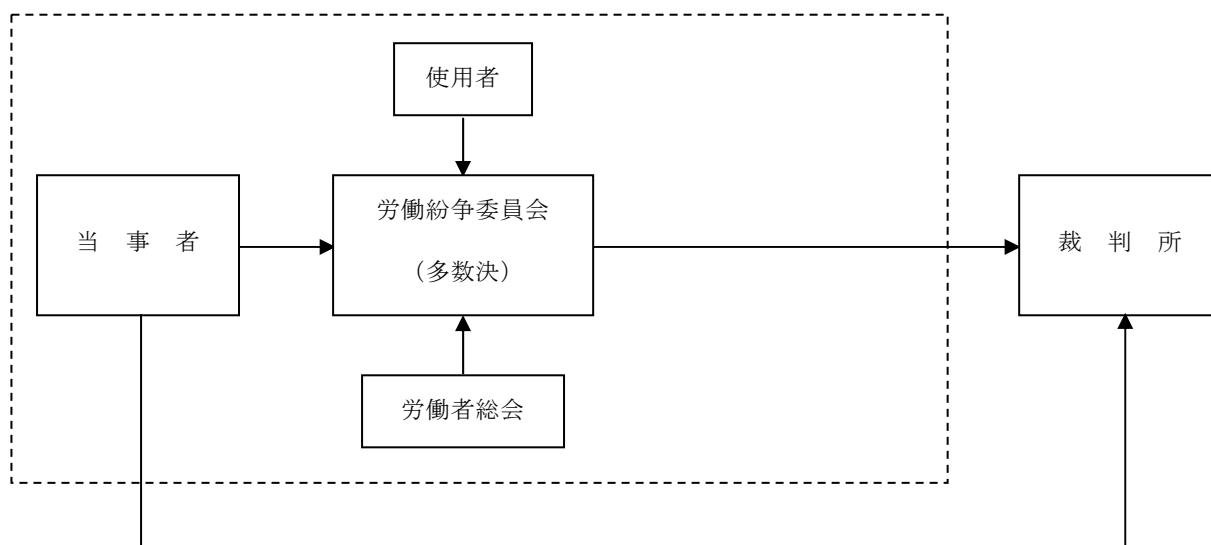 使用者
当 事 者
労働紛争委員会
（多数決）
裁 判 所
労働者総会